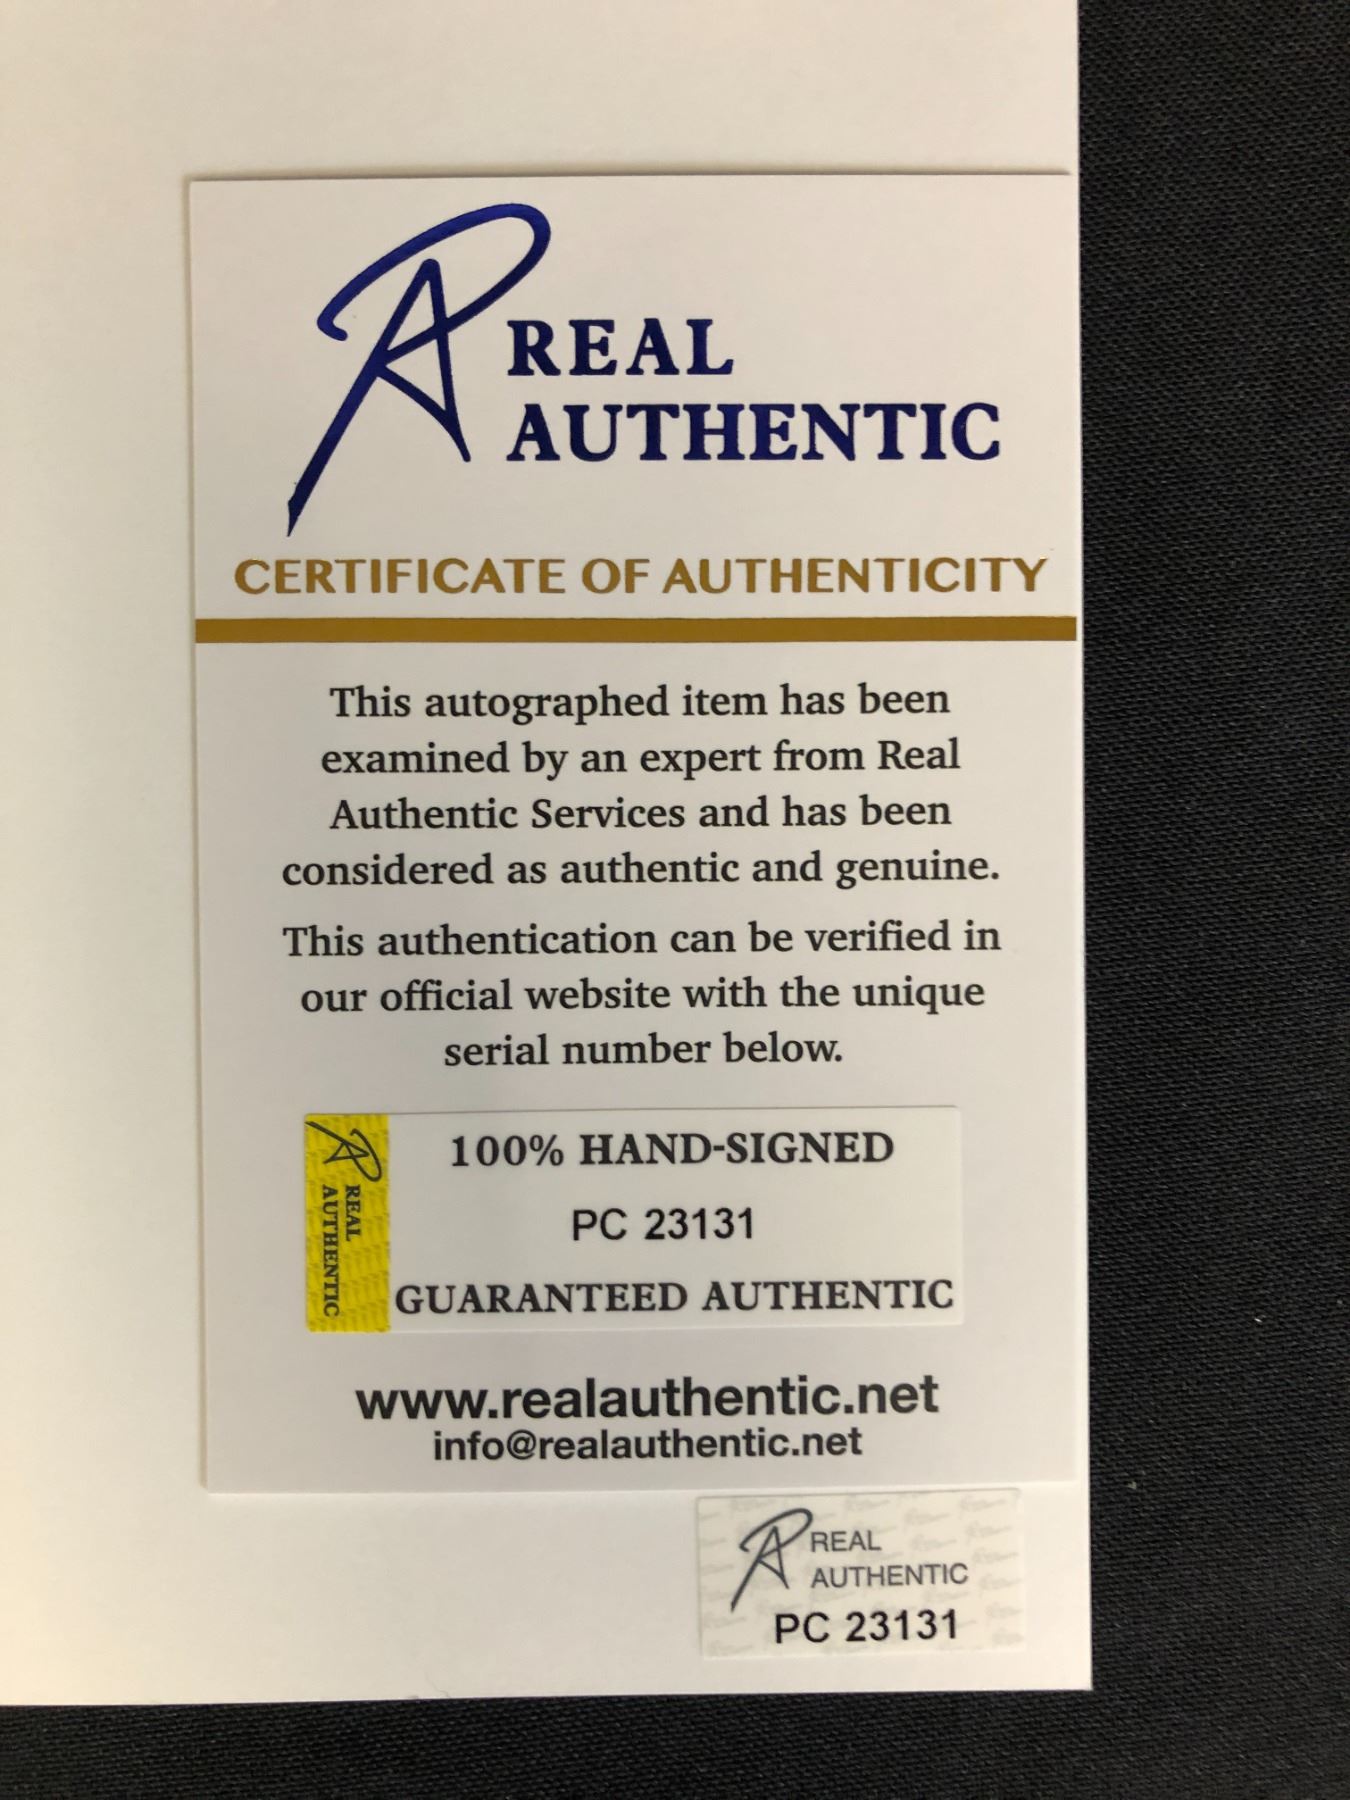 REAL
AUTHENTIC
CERTIFICATE OF AUTHENTICITY
This autographed item has been
examined by an expert from Real
Authentic Services and has been
considered as authentic and genuine.
This authentication can be verified in
our official website with the unique
serial number below.
REAL
AUTHENTIC
100% HAND-SIGNED
PC 23131
GUARANTEED AUTHENTIC
www.realauthentic.net
info@realauthentic.net
REAL
AUTHENTIC
PC 23131